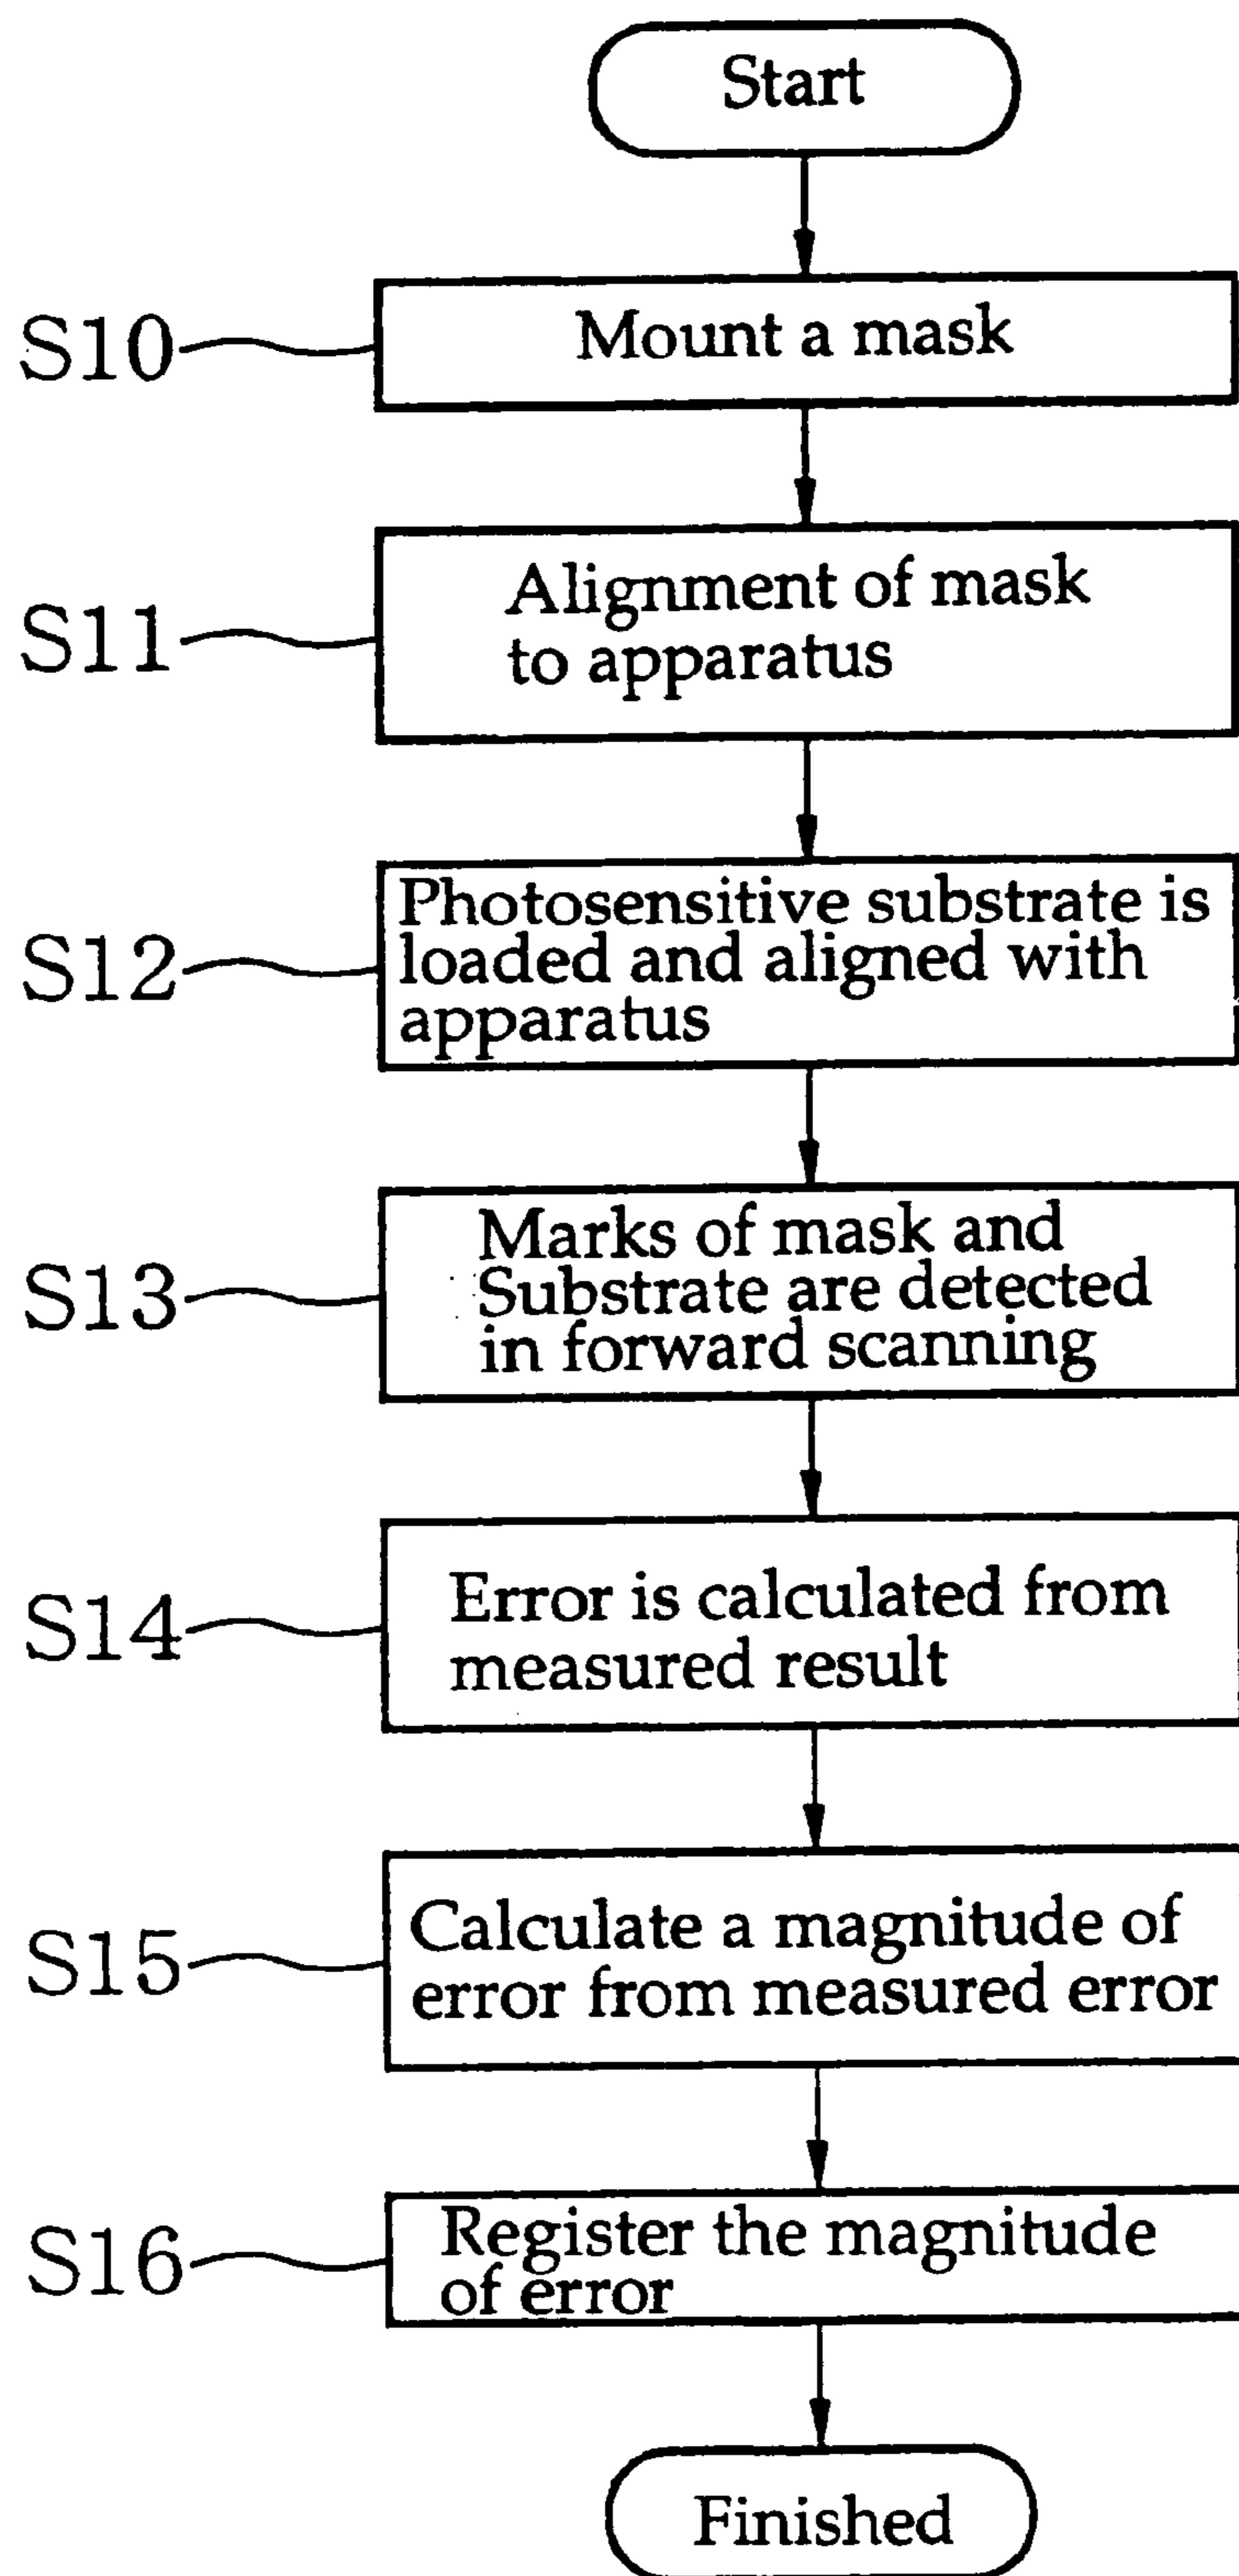 Start
S10
Mount a mask
S11
Alignment of mask
to apparatus
S12
Photosensitive substrate is
loaded and aligned with
apparatus
S13
Marks of mask and
Substrate are detected
in forward scanning
S14
Error is calculated from
measured result
S15
Calculate a magnitude of
error from measured error
S16
Register the magnitude
of error
Finished